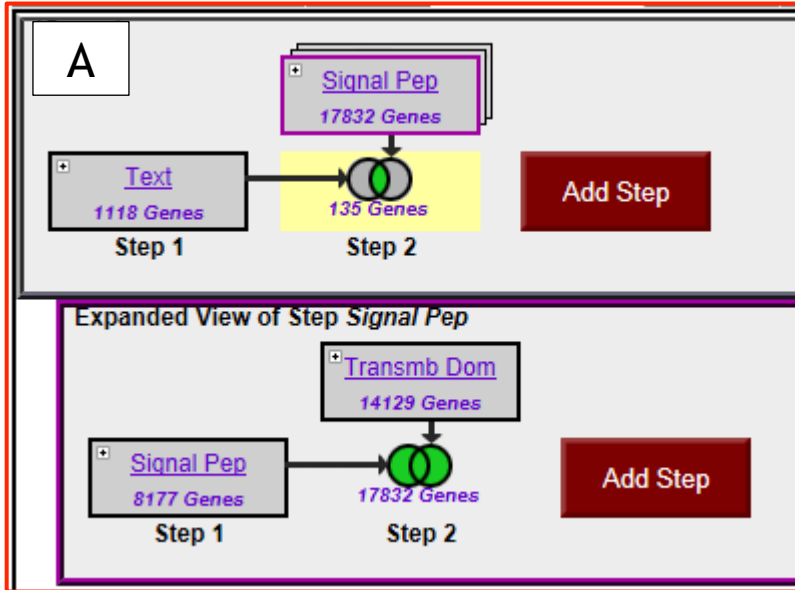 A
Signal Pep
17832 Genes
Text
1118 Genes
135 Genes
Add Step
Step 1
Step 2
Expanded View of Step Signal Pep
Transmb Dom
14129 Genes
Signal Pep
8177 Genes
17832 Genes
Add Step
Step 1
Step 2